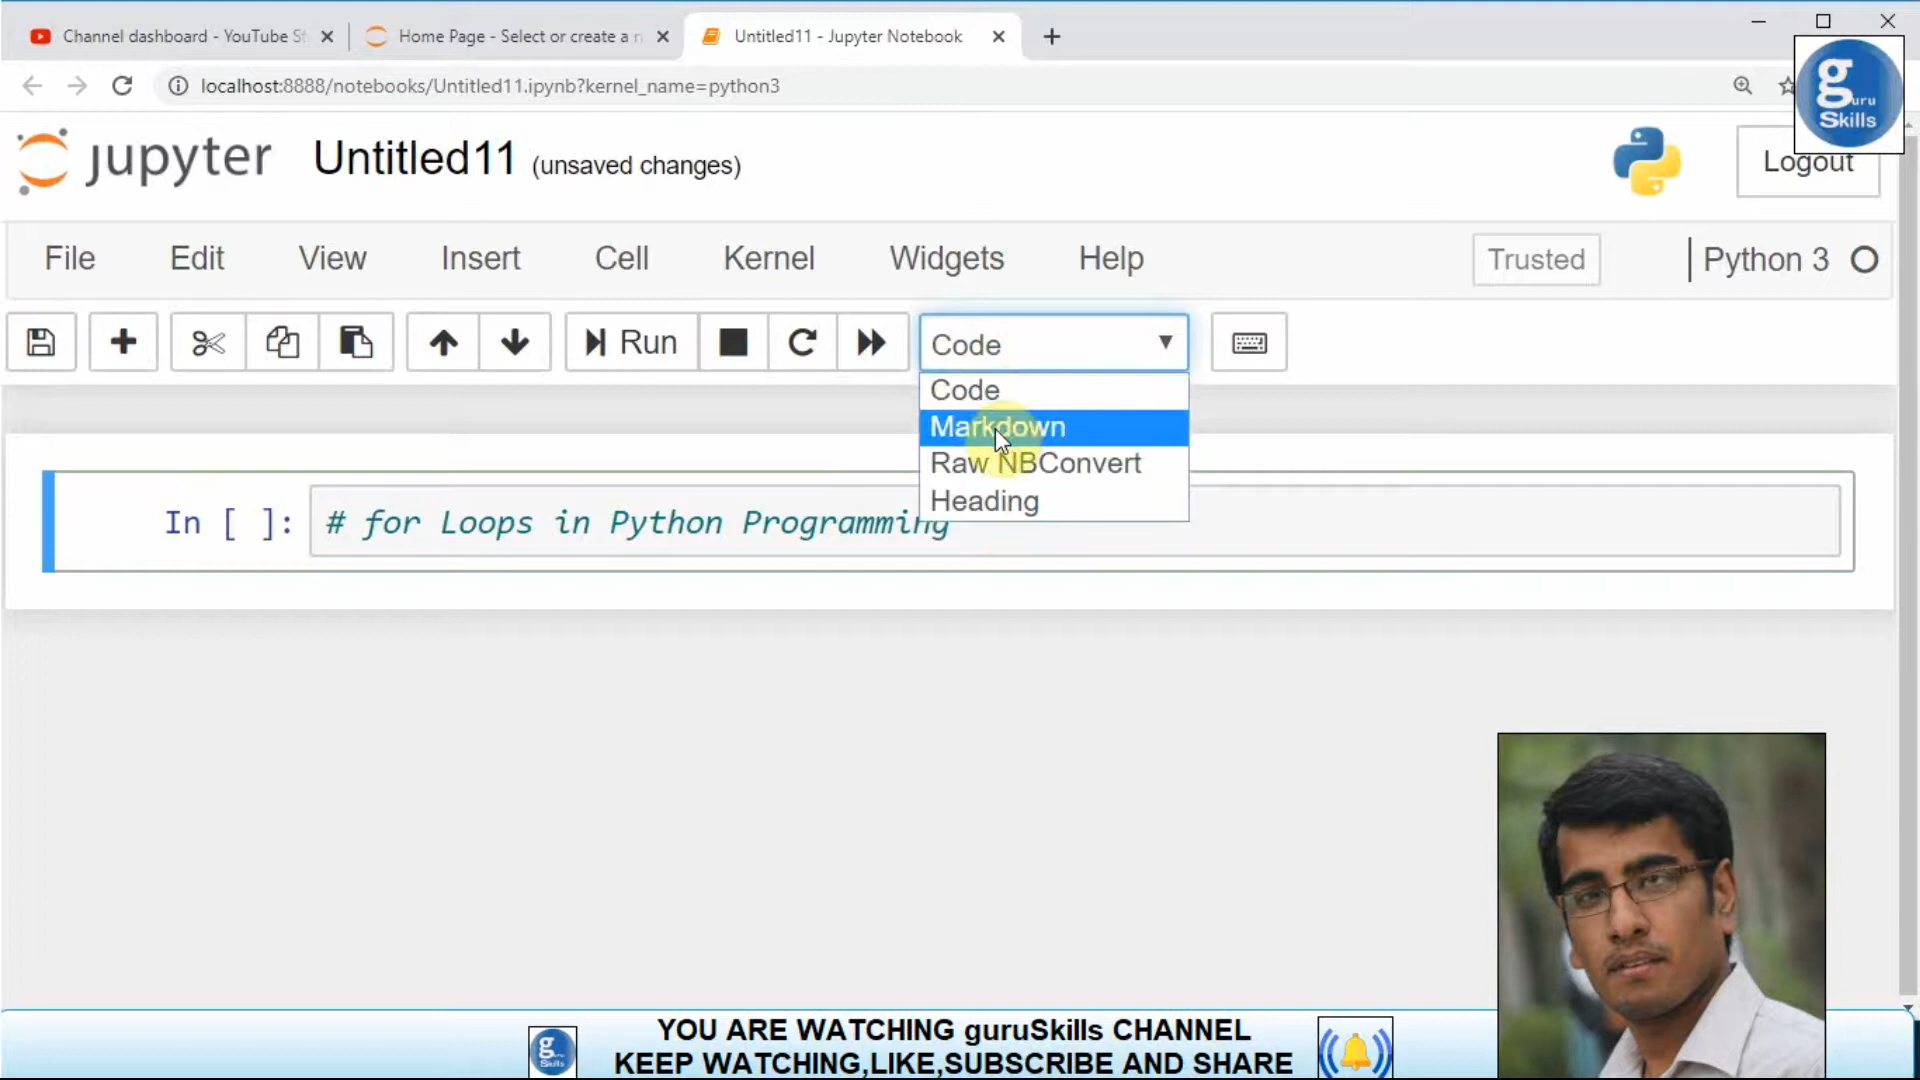 Channel dashboard - YouTube St
Home Page - Select or create a n
Untitled11 - Jupyter Notebook
localhost:8888/notebooks/Untitled11.ipynb?kernel_name=python3
guru
Skills
jupyter
Untitled11 (unsaved changes)
Logout
File Edit View Insert Cell Kernel Widgets Help
Trusted
Python 3
Run
Code
Code
Markdown
Raw NBConvert
Heading
In [ ]: # for Loops in Python Programming
YOU ARE WATCHING guruSkills CHANNEL
KEEP WATCHING,LIKE,SUBSCRIBE AND SHARE
g
Skills